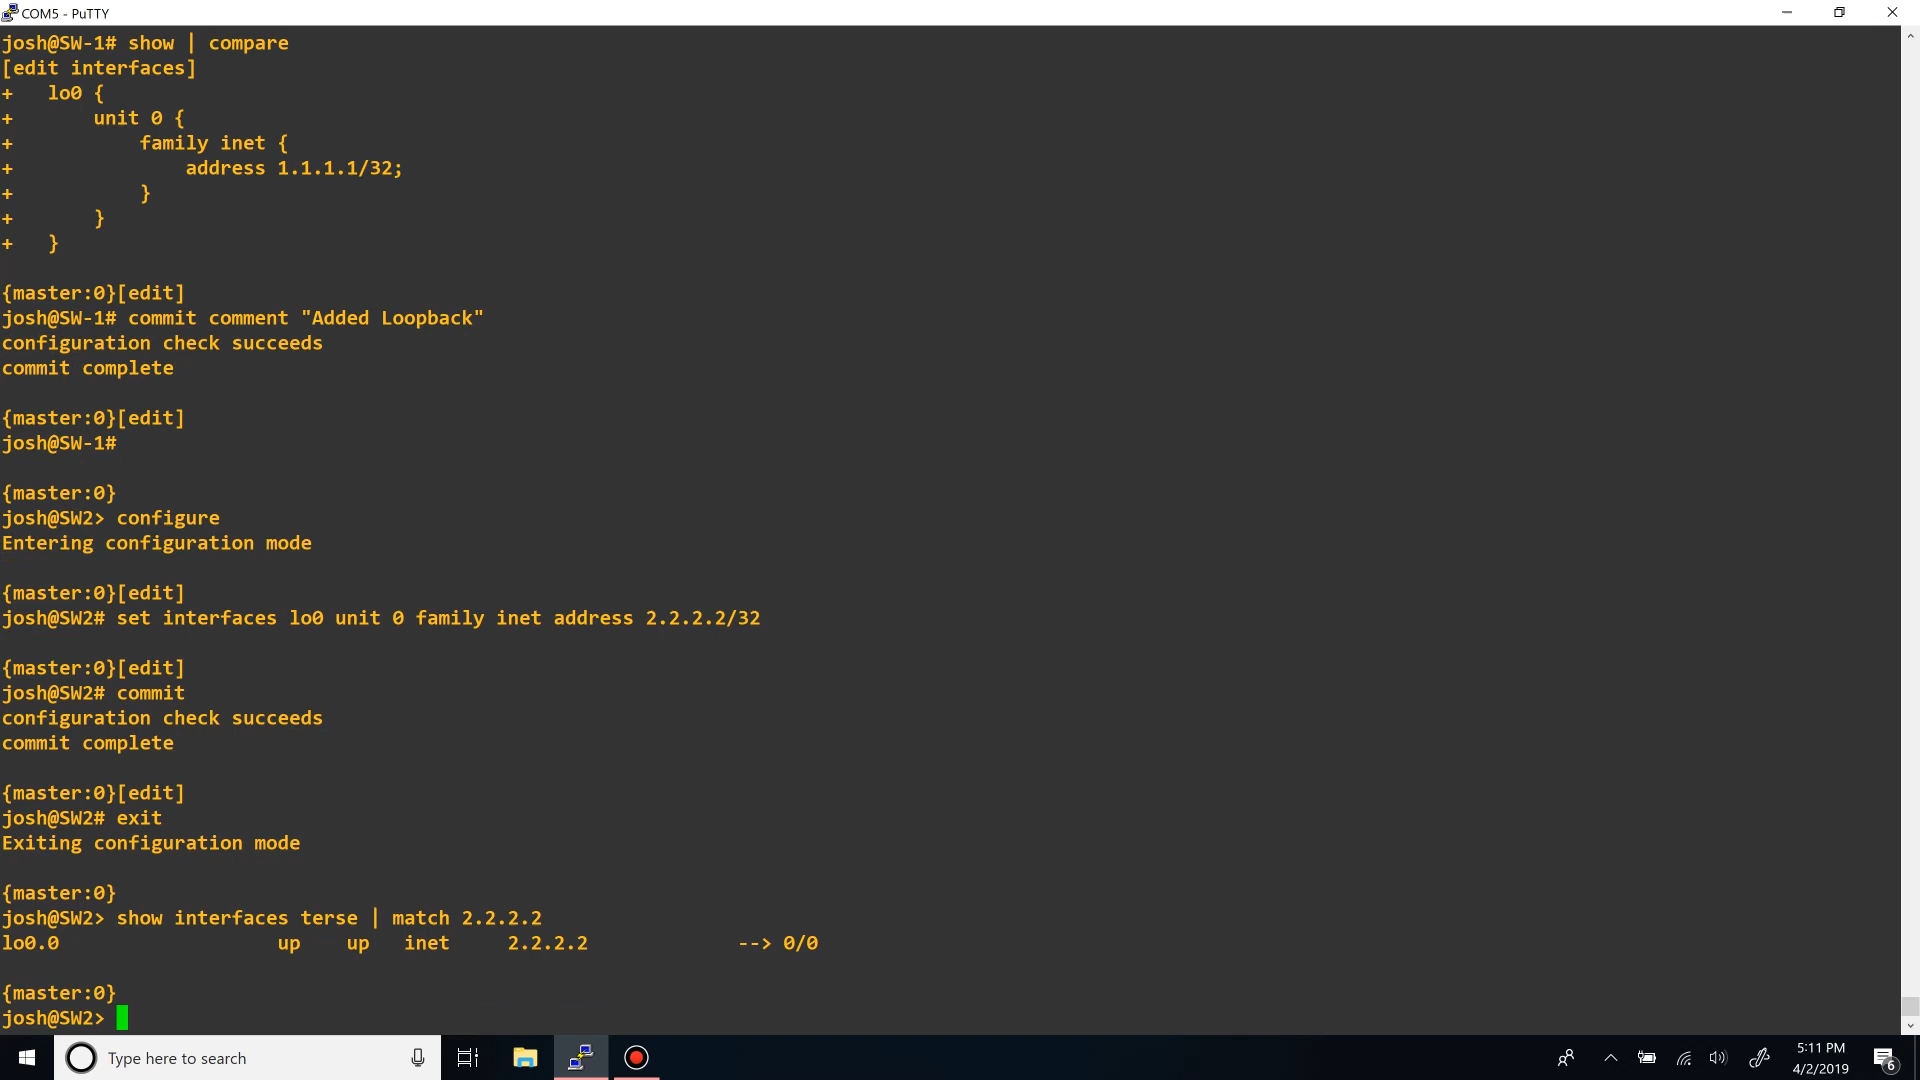 COM5 - PuTTY
josh@SW-1# show | compare
[edit interfaces]
+   lo0 {
+       unit 0 {
+           family inet {
+               address 1.1.1.1/32;
+           }
+       }
+   }
{master:0}[edit]
josh@SW-1# commit comment "Added Loopback"
configuration check succeeds
commit complete
{master:0}[edit]
josh@SW-1#
{master:0}
josh@SW2> configure
Entering configuration mode
{master:0}[edit]
josh@SW2# set interfaces lo0 unit 0 family inet address 2.2.2.2/32
{master:0}[edit]
josh@SW2# commit
configuration check succeeds
commit complete
{master:0}[edit]
josh@SW2# exit
Exiting configuration mode
{master:0}
josh@SW2> show interfaces terse | match 2.2.2.2
lo0.0                   up    up   inet     2.2.2.2             --> 0/0
{master:0}
josh@SW2>
Type here to search
5:11 PM
4/2/2019
6